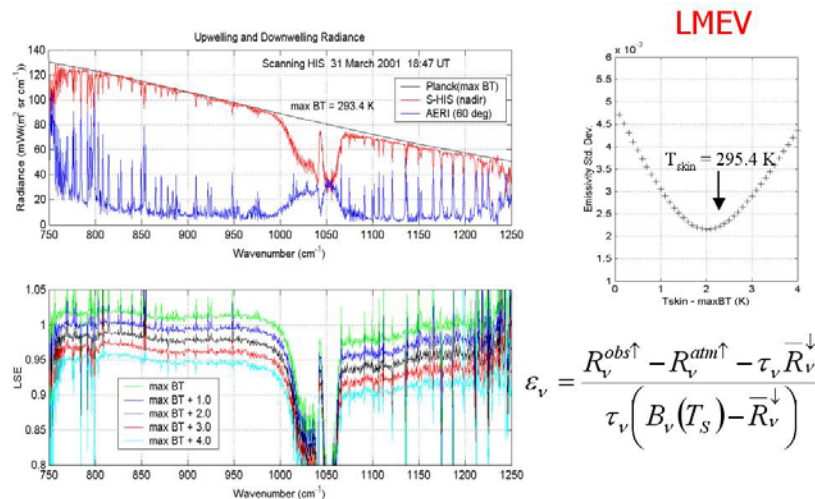 LMEV
Upwelling and Downwelling Radiance
Scanning HIS 31 March 2001 18:47 UT
Planck(max BT)
S-HIS (nadir)
AERI (60 deg)
max BT = 293.4 K
Radiance (mW/(m² sr cm⁻¹))
140
120
100
80
60
40
20
0
750 800 850 900 950 1000 1050 1100 1150 1200 1250
Wavenumber (cm⁻¹)
x 10⁻³
6
5.5
5
4.5
4
3.5
3
2.5
2
1.5
1
Emissivity Std. Dev.
T_skin = 295.4 K
0 1 2 3 4
Tskin - maxBT (K)
1.05
1
0.95
0.9
0.85
0.8
LSE
max BT
max BT + 1.0
max BT + 2.0
max BT + 3.0
max BT + 4.0
750 800 850 900 950 1000 1050 1100 1150 1200 1250
Wavenumber (cm⁻¹)
ε_ν = (R_ν^{obs↑} − R_ν^{atm↑} − τ_ν R̄_ν^↓) / (τ_ν (B_ν(T_S) − R̄_ν^↓))